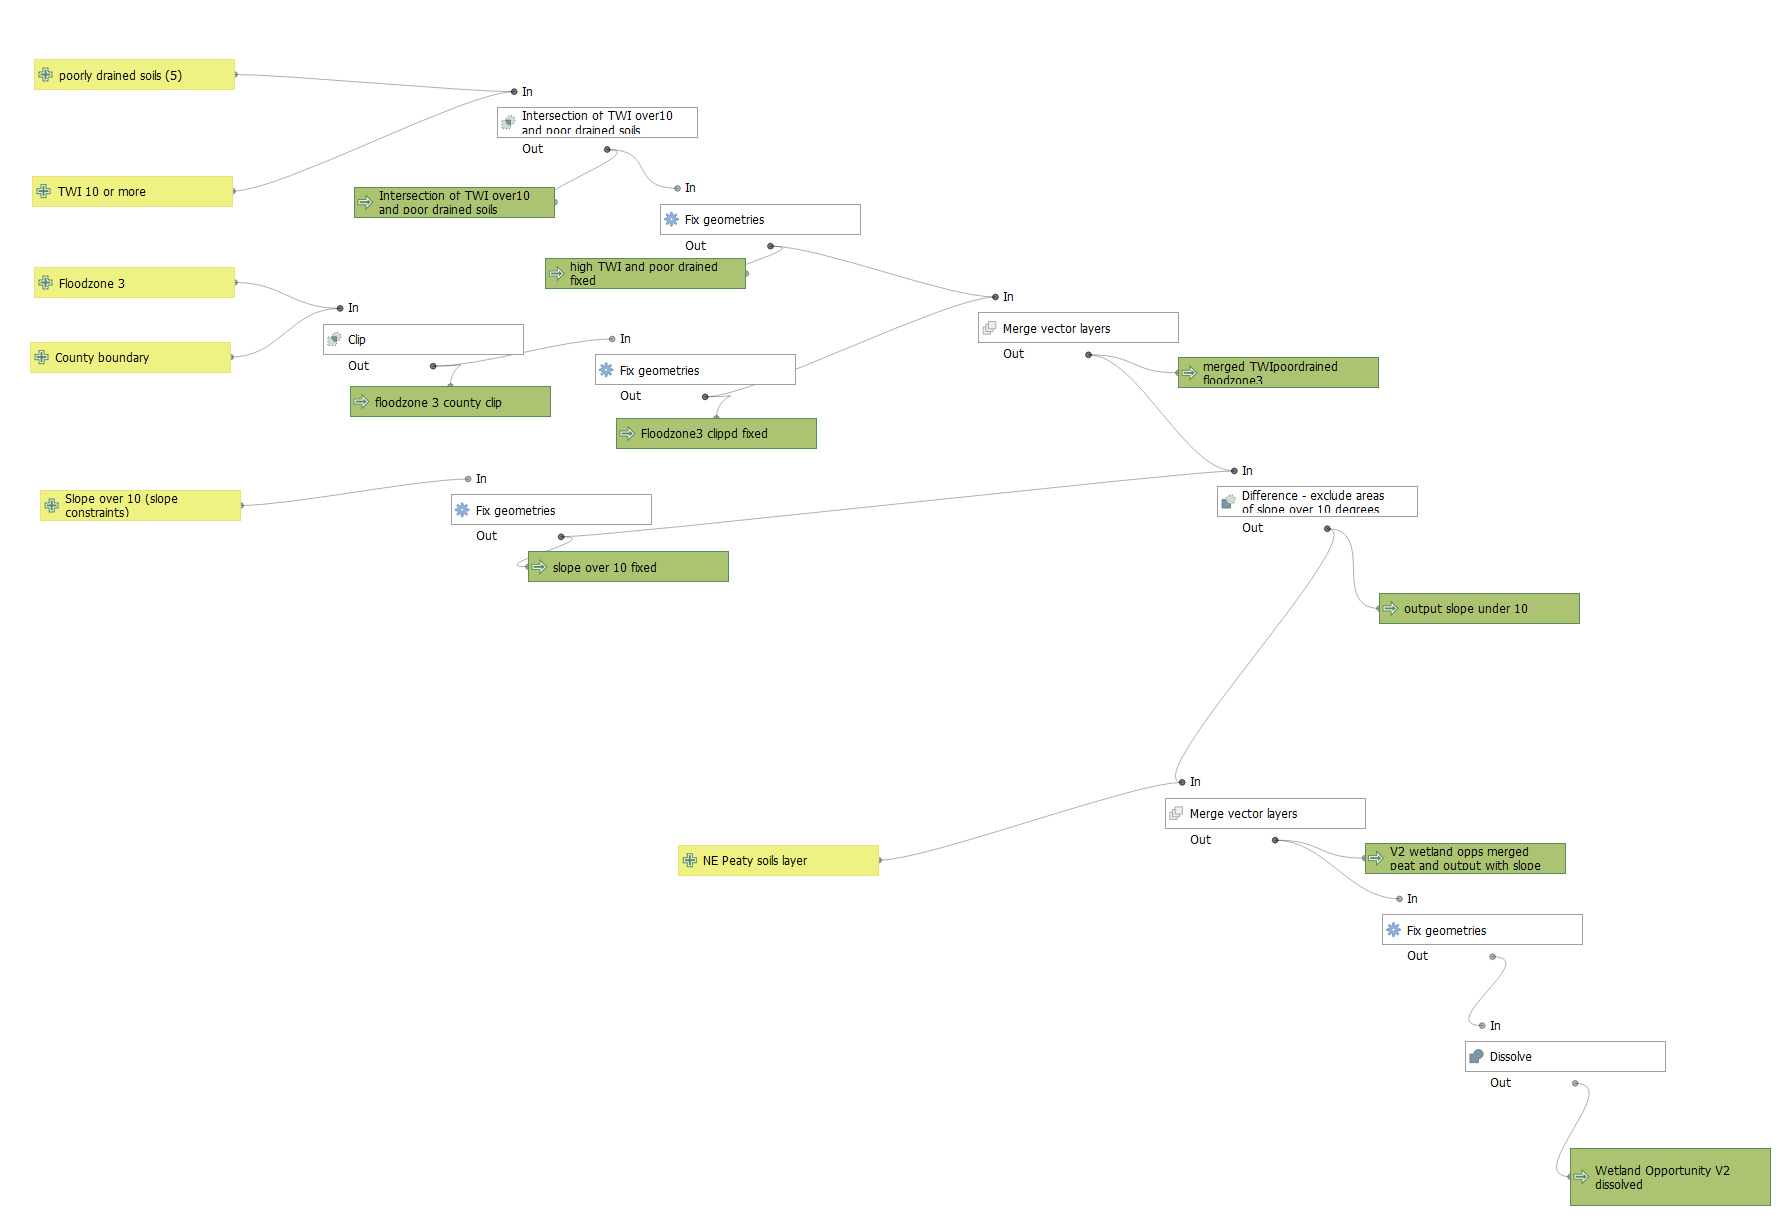 poorly drained soils (5)
In
Intersection of TWI over10
and poor drained soils
Out
TWI 10 or more
Intersection of TWI over10
and poor drained soils
In
Fix geometries
Out
high TWI and poor drained
fixed
Floodzone 3
In
County boundary
Clip
Out
floodzone 3 county clip
In
Fix geometries
Out
Floodzone3 clippd fixed
In
Merge vector layers
Out
merged TWIpoordrained
floodzone3
Slope over 10 (slope
constraints)
In
Fix geometries
Out
slope over 10 fixed
In
Difference - exclude areas
of slope over 10 degrees
Out
output slope under 10
In
Merge vector layers
Out
NE Peaty soils layer
V2 wetland opps merged
peat and output with slope
In
Fix geometries
Out
In
Dissolve
Out
Wetland Opportunity V2
dissolved